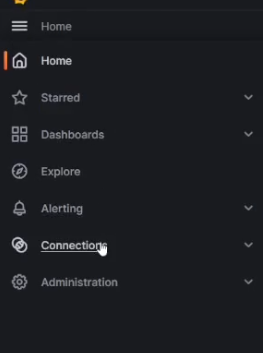 Home
Home
Starred
Dashboards
Explore
Alerting
Connections
Administration